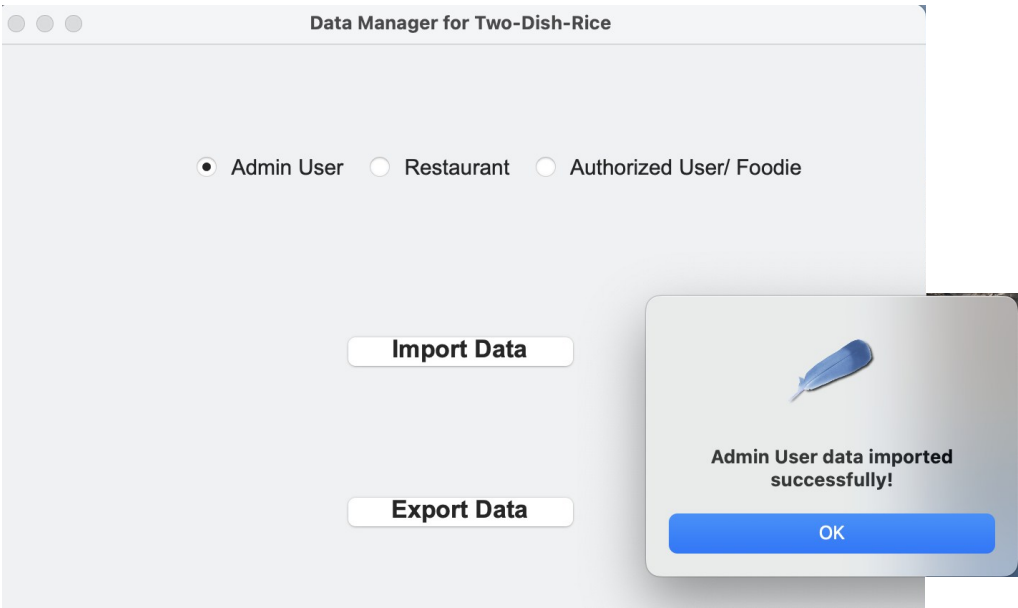 Data Manager for Two-Dish-Rice
Admin User Restaurant Authorized User/ Foodie
Import Data
Export Data
Admin User data imported
successfully!
OK